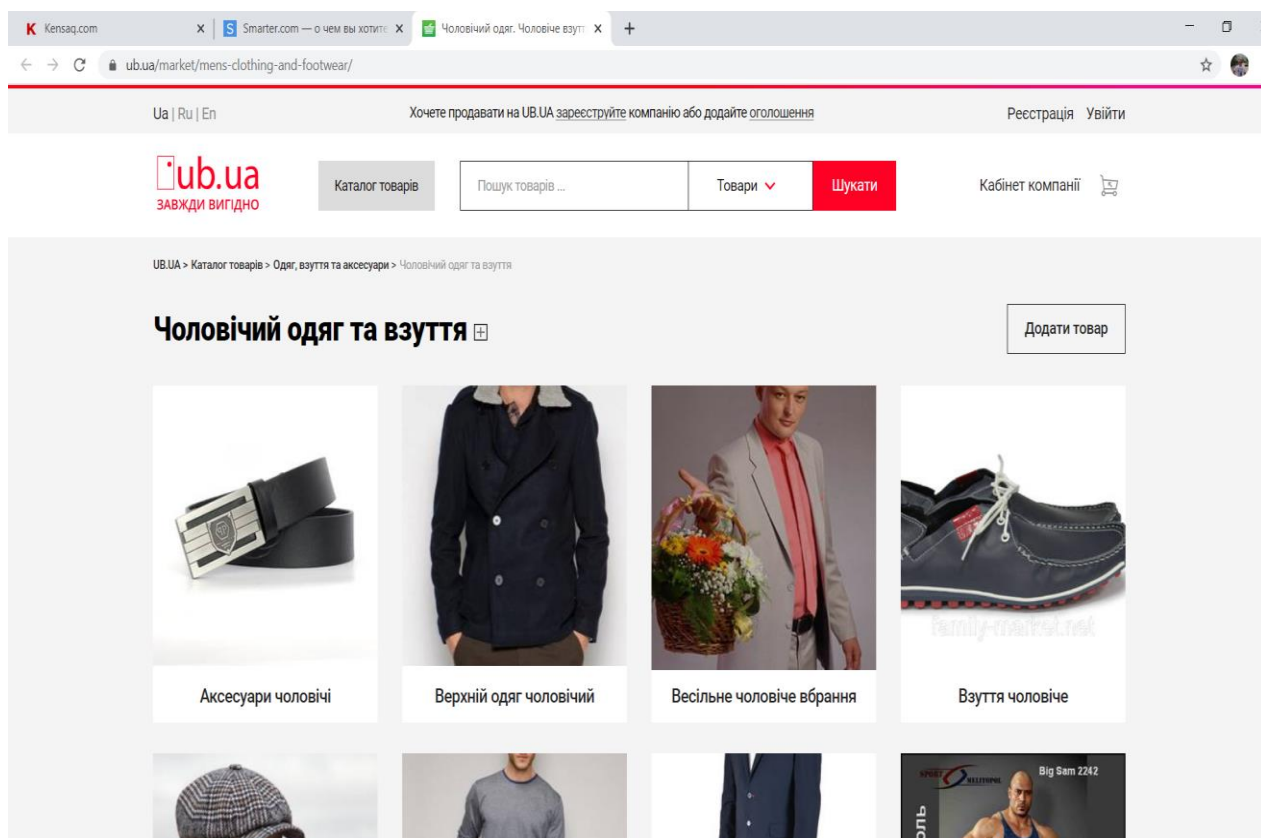 Kensaq.com
Smarter.com — о чем вы хотите
Чоловічий одяг. Чоловіче взутт
ub.ua/market/mens-clothing-and-footwear/
Ua | Ru | En
Хочете продавати на UB.UA зареєструйте компанію або додайте оголошення
Реєстрація Увійти
ub.ua
ЗАВЖДИ ВИГІДНО
Каталог товарів
Пошук товарів ...
Товари
Шукати
Кабінет компанії
UB.UA > Каталог товарів > Одяг, взуття та аксесуари > Чоловічий одяг та взуття
Чоловічий одяг та взуття
Додати товар
family-market.net
Аксесуари чоловічі
Верхній одяг чоловічий
Весільне чоловіче вбрання
Взуття чоловіче
SPORT MELITOPOL
Big Sam 2242